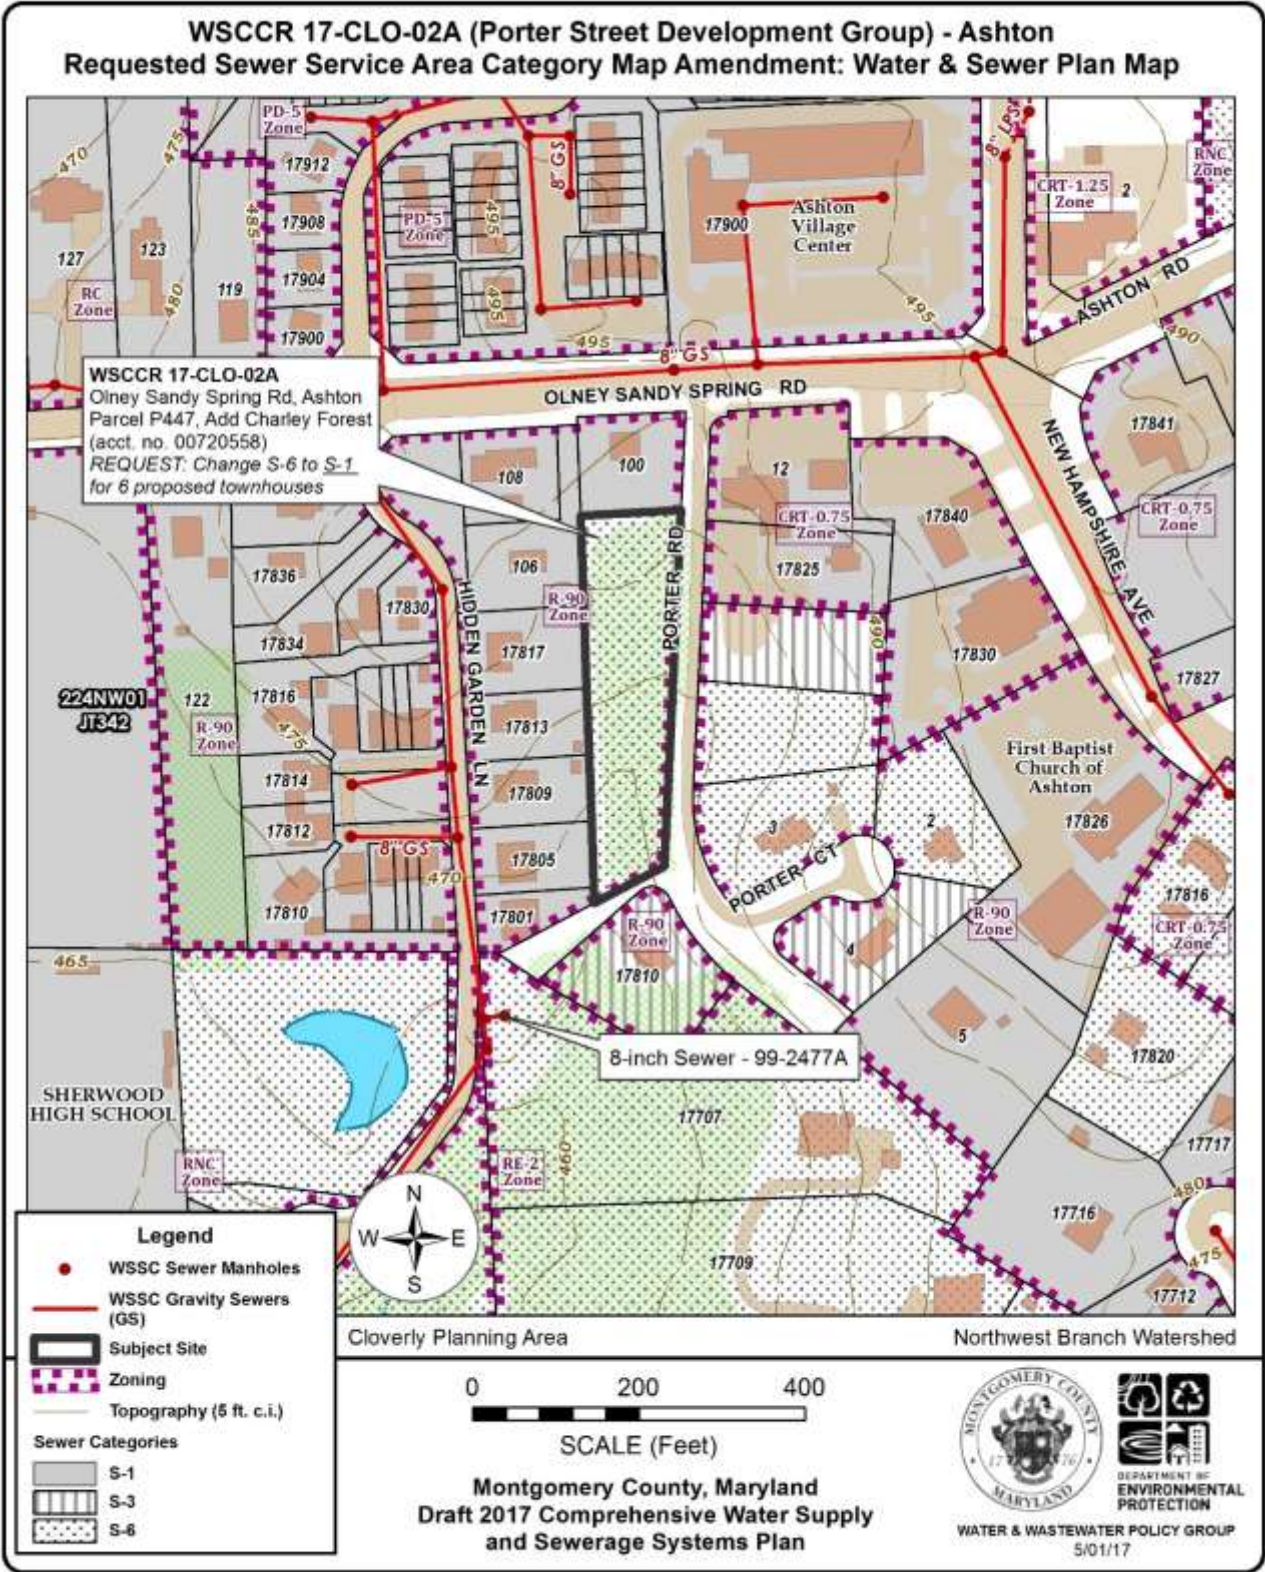 WSCCR 17-CLO-02A (Porter Street Development Group) - Ashton
Requested Sewer Service Area Category Map Amendment: Water & Sewer Plan Map
PD-5
Zone
470
475
17912
485
17908
127
123
119
RC
Zone
480
17904
17900
PD-5
Zone
495
495
8" GS
495
17900
Ashton
Village
Center
495
8" LPS
CRT-1.25
Zone
2
RNC
Zone
ASHTON RD
490
8" GS
OLNEY SANDY SPRING RD
WSCCR 17-CLO-02A
Olney Sandy Spring Rd, Ashton
Parcel P447, Add Charley Forest
(acct. no. 00720558)
REQUEST: Change S-6 to S-1
for 6 proposed townhouses
108
100
12
CRT-0.75
Zone
17840
NEW HAMPSHIRE AVE
17841
CRT-0.75
Zone
17836
17830
106
R-90
Zone
PORTER RD
17825
490
17834
HIDDEN GARDEN LN
17817
17830
17827
224NW01
JT342
122
R-90
Zone
17816
475
17813
First Baptist
Church of
Ashton
17826
17814
17809
17812
8" GS
470
17805
3
2
PORTER CT
17816
CRT-0.75
Zone
17810
17801
R-90
Zone
17810
4
R-90
Zone
465
8-inch Sewer - 99-2477A
5
17820
SHERWOOD
HIGH SCHOOL
17707
17717
RNC
Zone
RE-2
Zone
460
480
17716
17709
475
17712
N
W E
S
Legend
WSSC Sewer Manholes
WSSC Gravity Sewers
(GS)
Subject Site
Zoning
Topography (5 ft. c.i.)
Sewer Categories
S-1
S-3
S-6
Cloverly Planning Area
Northwest Branch Watershed
0 200 400
SCALE (Feet)
Montgomery County, Maryland
Draft 2017 Comprehensive Water Supply
and Sewerage Systems Plan
MONTGOMERY COUNTY
17 76
MARYLAND
DEPARTMENT OF
ENVIRONMENTAL
PROTECTION
WATER & WASTEWATER POLICY GROUP
5/01/17